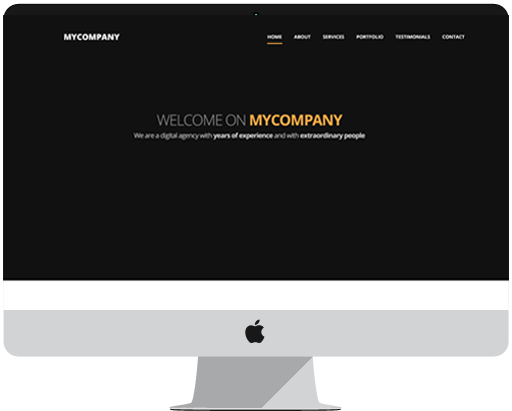 MYCOMPANY
HOME ABOUT SERVICES PORTFOLIO TESTIMONIALS CONTACT
WELCOME ON MYCOMPANY
We are a digital agency with years of experience and with extraordinary people